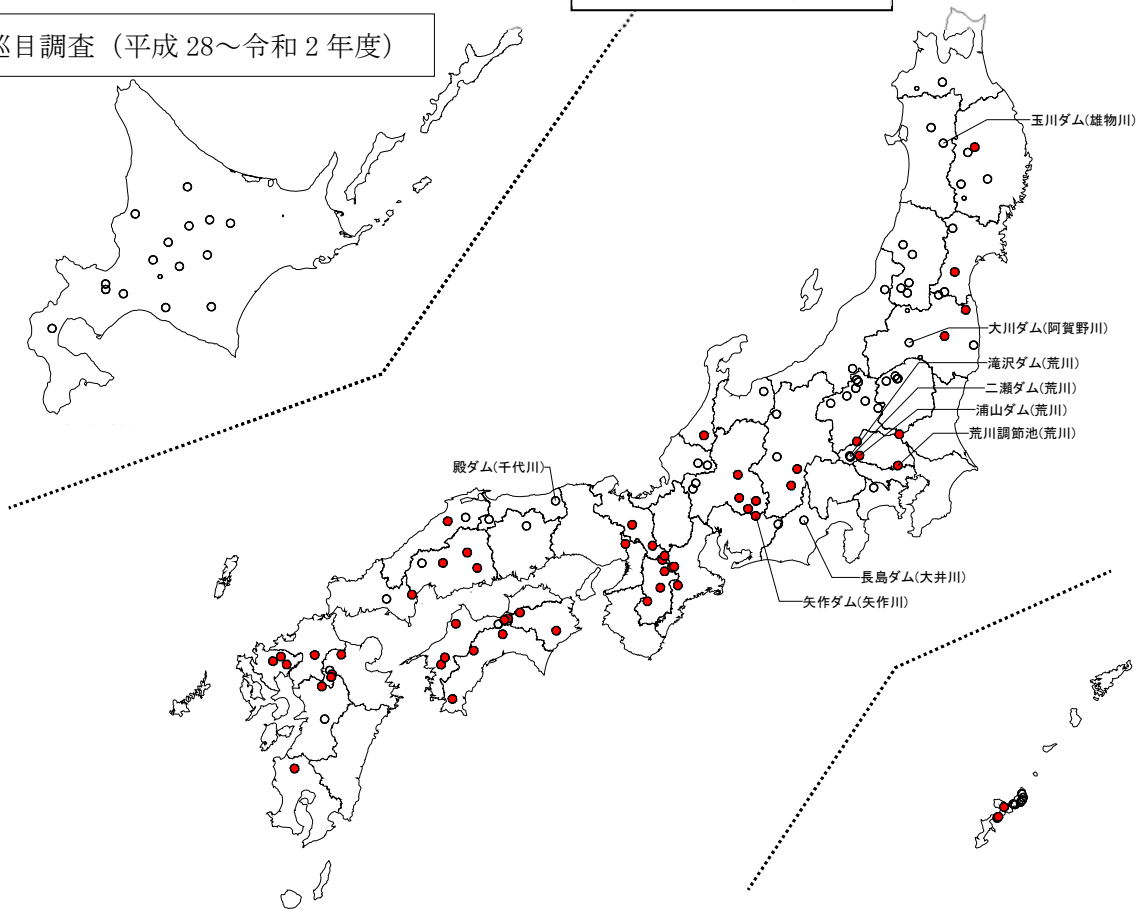 巡目調査（平成 28～令和 2 年度）
玉川ダム(雄物川)
大川ダム(阿賀野川)
滝沢ダム(荒川)
二瀬ダム(荒川)
浦山ダム(荒川)
荒川調節池(荒川)
殿ダム(千代川)
長島ダム(大井川)
矢作ダム(矢作川)